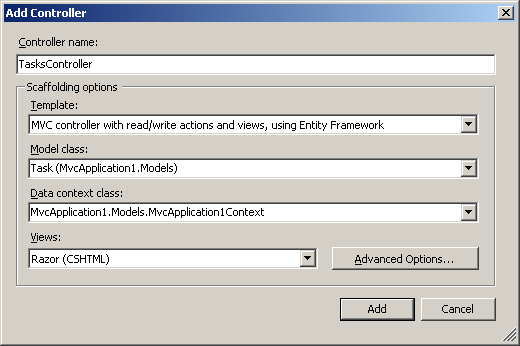 Add Controller
Controller name:
TasksController
Scaffolding options
Template:
MVC controller with read/write actions and views, using Entity Framework
Model class:
Task (MvcApplication1.Models)
Data context class:
MvcApplication1.Models.MvcApplication1Context
Views:
Razor (CSHTML)
Advanced Options...
Add
Cancel